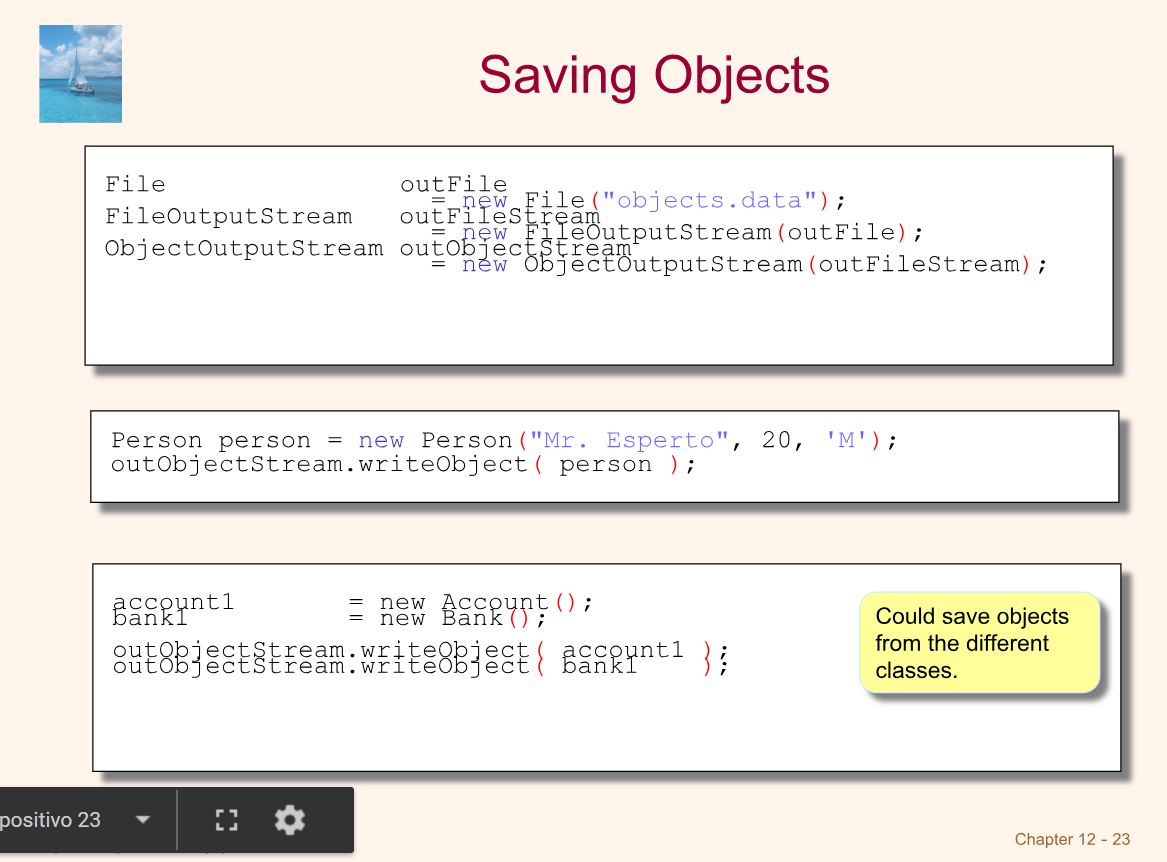 Saving Objects
File outFile
= new File("objects.data");
FileOutputStream outFileStream
= new FileOutputStream(outFile);
ObjectOutputStream outObjectStream
= new ObjectOutputStream(outFileStream);
Person person = new Person("Mr. Esperto", 20, 'M');
outObjectStream.writeObject( person );
account1 = new Account();
bank1 = new Bank();
outObjectStream.writeObject( account1 );
outObjectStream.writeObject( bank1 );
Could save objects
from the different
classes.
positivo 23
Chapter 12 - 23